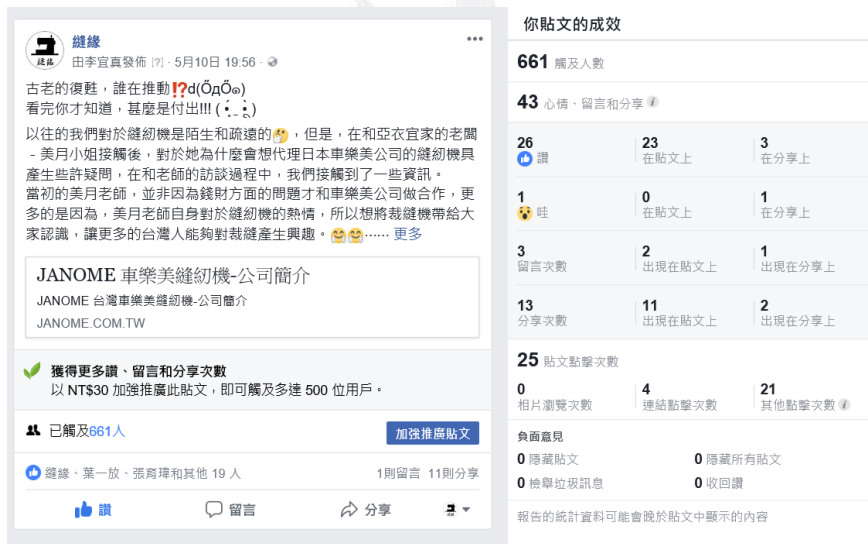 縫緣
由李宜真發佈 [?] · 5月10日 19:56 ·
古老的復甦，誰在推動⁉️d(ŐдŐ๑)
看完你才知道，甚麼是付出!!! ( •́ ̯•̀ )
以往的我們對於縫紉機是陌生和疏遠的🤔，但是，在和亞衣宜家的老闆
- 美月小姐接觸後，對於她為什麼會想代理日本車樂美公司的縫紉機具
產生些許疑問，在和老師的訪談過程中，我們接觸到了一些資訊。
當初的美月老師，並非因為錢財方面的問題才和車樂美公司做合作，更
多的是因為，美月老師自身對於縫紉機的熱情，所以想將裁縫機帶給大
家認識，讓更多的台灣人能夠對裁縫產生興趣。🤗🤗⋯⋯ 更多
JANOME 車樂美縫紉機-公司簡介
JANOME 台灣車樂美縫紉機-公司簡介
JANOME.COM.TW
獲得更多讚、留言和分享次數
以 NT$30 加強推廣此貼文，即可觸及多達 500 位用戶。
已觸及661人
加強推廣貼文
縫緣、葉一放、張育瑋和其他 19 人
1則留言 11則分享
讚 留言 分享
你貼文的成效
661 觸及人數
43 心情、留言和分享
26 23 3
讚 在貼文上 在分享上
1 0 1
哇 在貼文上 在分享上
3 2 1
留言次數 出現在貼文上 出現在分享上
13 11 2
分享次數 出現在貼文上 出現在分享上
25 貼文點擊次數
0 4 21
相片瀏覽次數 連結點擊次數 其他點擊次數
負面意見
0 隱藏貼文 0 隱藏所有貼文
0 檢舉垃圾訊息 0 收回讚
報告的統計資料可能會晚於貼文中顯示的內容